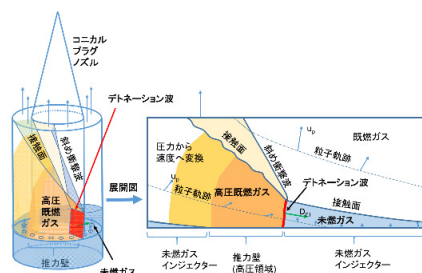 コニカル
プラグ
ノズル
デトネーション波
接触面
斜め衝撃波
高圧
既燃
ガス
推力壁
未燃ガス
展開図
圧力から
速度へ変換
接触面
斜め衝撃波
up
既燃ガス
粒子軌跡
up
粒子軌跡
高圧既燃ガス
デトネーション波
接触面
DCJ
未燃ガス
未燃ガス
インジェクター
推力壁
(高圧領域)
未燃ガス
インジェクター